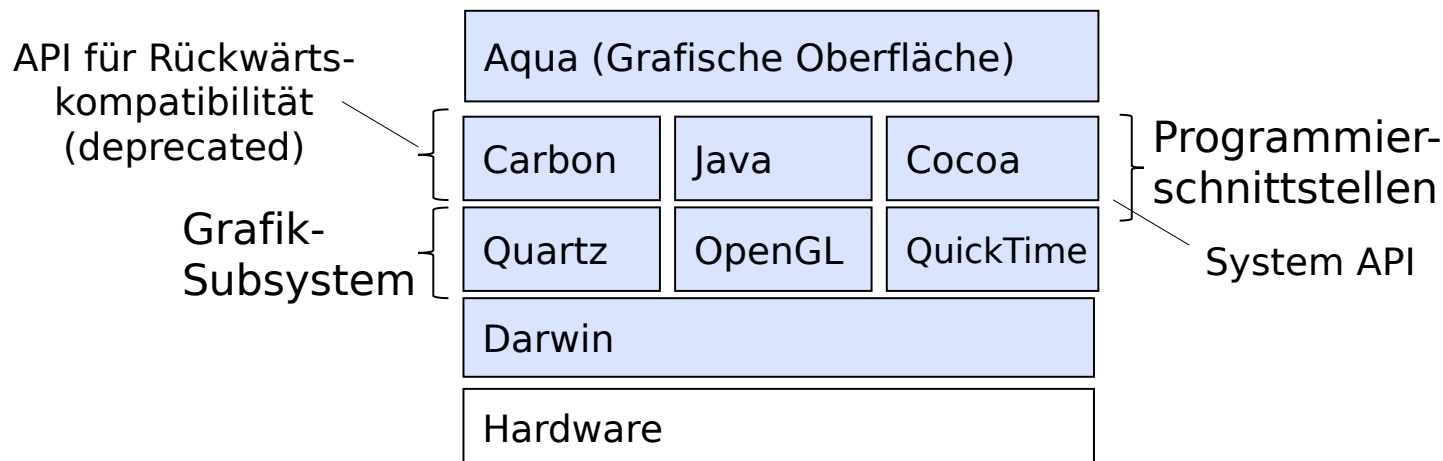 Aqua (Grafische Oberfläche)
API für Rückwärts-
kompatibilität
(deprecated)
Carbon
Java
Cocoa
Programmier-
schnittstellen
Grafik-
Subsystem
Quartz
OpenGL
QuickTime
System API
Darwin
Hardware